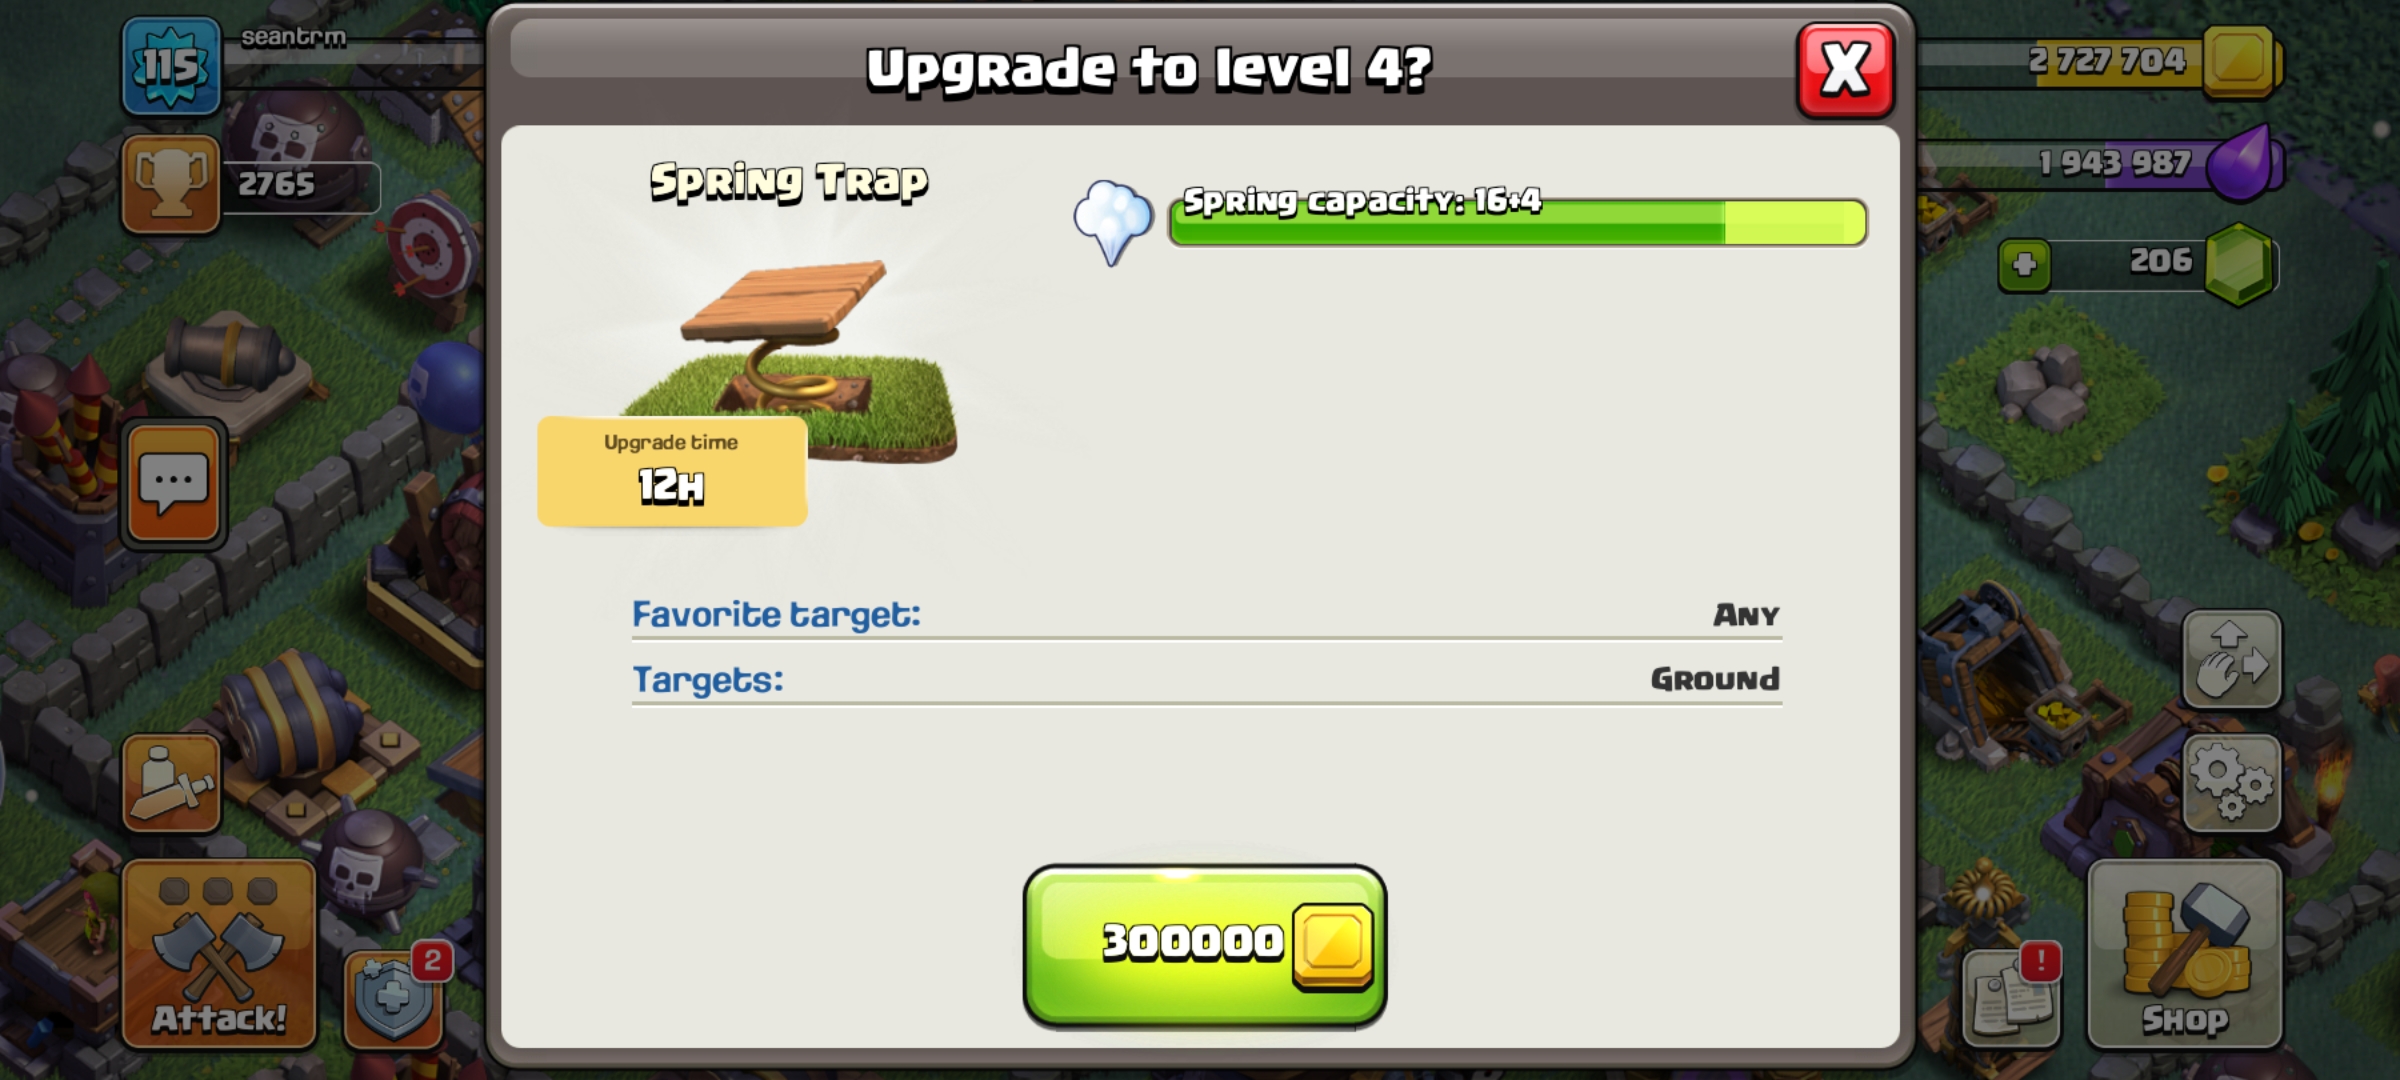 115
seantrm
2765
Upgrade to level 4?
X
2 727 704
1 943 987
206
Spring Trap
Spring capacity: 16+4
Upgrade time
12H
Favorite target:
Any
Targets:
Ground
300000
Attack!
2
!
Shop